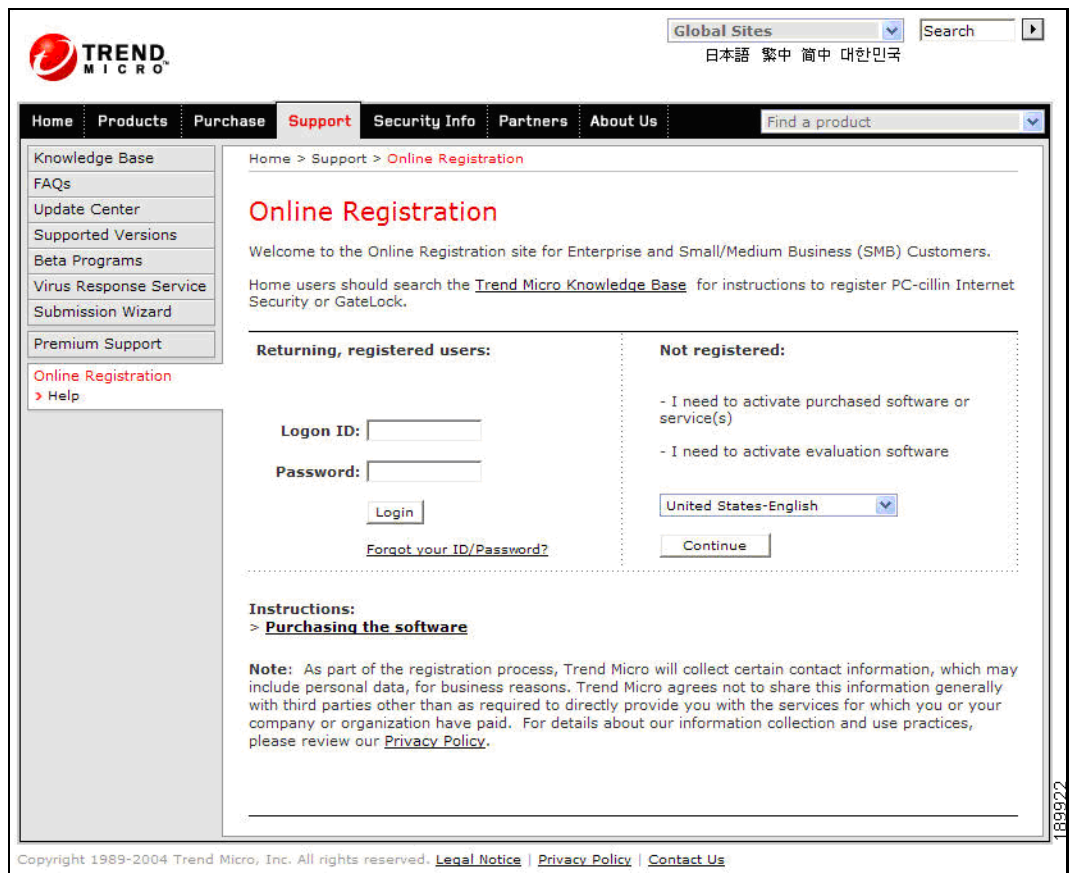 TREND
MICRO™
Global Sites
Search
日本語 繁中 简中 대한민국
Home Products Purchase Support Security Info Partners About Us
Find a product
Knowledge Base
FAQs
Update Center
Supported Versions
Beta Programs
Virus Response Service
Submission Wizard
Premium Support
Online Registration
> Help
Home > Support > Online Registration
Online Registration
Welcome to the Online Registration site for Enterprise and Small/Medium Business (SMB) Customers.
Home users should search the Trend Micro Knowledge Base for instructions to register PC-cillin Internet
Security or GateLock.
Returning, registered users:
Logon ID:
Password:
Login
Forgot your ID/Password?
Not registered:
- I need to activate purchased software or
service(s)
- I need to activate evaluation software
United States-English
Continue
Instructions:
> Purchasing the software
Note: As part of the registration process, Trend Micro will collect certain contact information, which may
include personal data, for business reasons. Trend Micro agrees not to share this information generally
with third parties other than as required to directly provide you with the services for which you or your
company or organization have paid. For details about our information collection and use practices,
please review our Privacy Policy.
189922
Copyright 1989-2004 Trend Micro, Inc. All rights reserved. Legal Notice | Privacy Policy | Contact Us